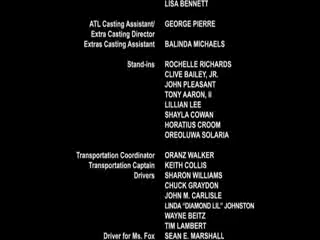 LISA BENNETT
ATL Casting Assistant/ GEORGE PIERRE
Extra Casting Director
Extras Casting Assistant BALINDA MICHAELS
Stand-ins ROCHELLE RICHARDS
CLIVE BAILEY, JR.
JOHN PLEASANT
TONY AARON, II
LILLIAN LEE
SHAYLA COWAN
HORATIUS CROOM
OREOLUWA SOLARIA
Transportation Coordinator ORANZ WALKER
Transportation Captain KEITH COLLIS
Drivers SHARON WILLIAMS
CHUCK GRAYDON
JOHN M. CARLISLE
LINDA "DIAMOND LIL" JOHNSTON
WAYNE BEITZ
TIM LAMBERT
Driver for Ms. Fox SEAN E. MARSHALL